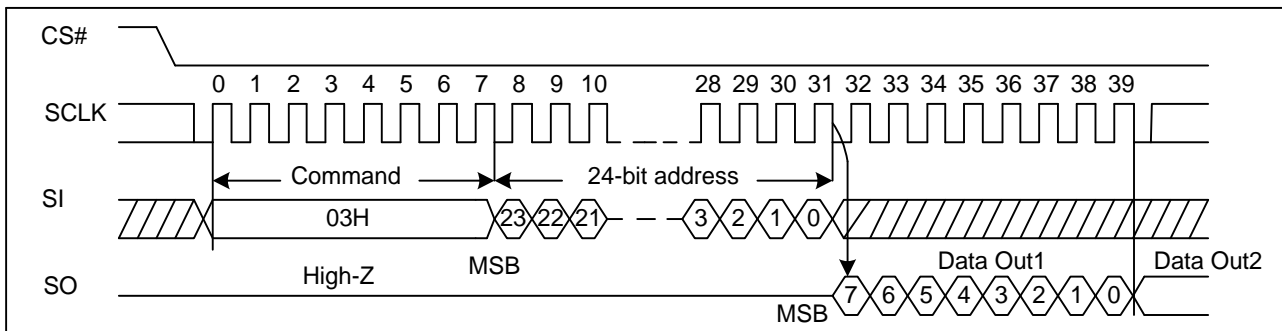 CS#
0 1 2 3 4 5 6 7 8 9 10 28 29 30 31 32 33 34 35 36 37 38 39
SCLK
Command 24-bit address
SI
03H 23 22 21 3 2 1 0
High-Z MSB Data Out1 Data Out2
SO
MSB 7 6 5 4 3 2 1 0